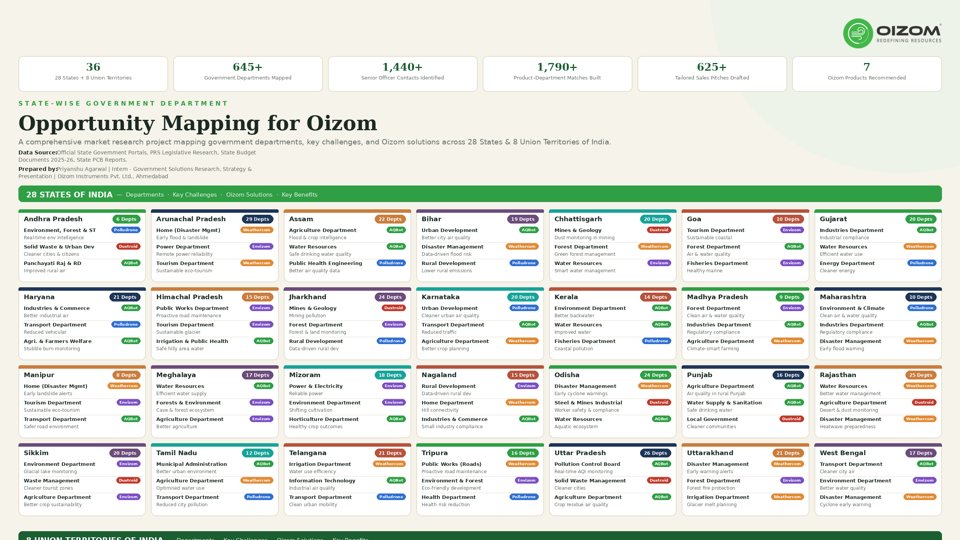 OIZOM®
REDEFINING RESOURCES
36
28 States + 8 Union Territories
645+
Government Departments Mapped
1,440+
Senior Officer Contacts Identified
1,790+
Product-Department Matches Built
625+
Tailored Sales Pitches Drafted
7
Oizom Products Recommended
STATE-WISE GOVERNMENT DEPARTMENT
Opportunity Mapping for Oizom
A comprehensive market research project mapping government departments, key challenges, and Oizom solutions across 28 States & 8 Union Territories of India.
Data Source: Official State Government Portals, PRS Legislative Research, State Budget
Documents 2025-26, State PCB Reports.
Prepared by: Priyanshu Agarwal | Intern - Government Solutions Research, Strategy &
Presentation | Oizom Instruments Pvt. Ltd., Ahmedabad
28 STATES OF INDIA — Departments · Key Challenges · Oizom Solutions · Key Benefits
Andhra Pradesh 6 Depts
Environment, Forest & ST Polludrone
Real-time env intelligence
Solid Waste & Urban Dev Dustroid
Cleaner cities & citizens
Panchayati Raj & RD AQBot
Improved rural air
Arunachal Pradesh 29 Depts
Home (Disaster Mgmt) Weathercom
Early flood & landslide
Power Department Envizom
Remote power reliability
Tourism Department Weathercom
Sustainable eco-tourism
Assam 22 Depts
Agriculture Department AQBot
Flood & crop intelligence
Water Resources AQBot
Safe drinking water quality
Public Health Engineering Polludrone
Better air quality data
Bihar 19 Depts
Urban Development AQBot
Better city air quality
Disaster Management Weathercom
Data-driven flood risk
Rural Development Polludrone
Lower rural emissions
Chhattisgarh 20 Depts
Mines & Geology Dustroid
Dust monitoring in mining
Forest Department Weathercom
Green forest management
Water Resources Envizom
Smart water management
Goa 30 Depts
Tourism Department Envizom
Sustainable coastal
Forest Department AQBot
Air & water quality
Fisheries Department Envizom
Healthy marine
Gujarat 20 Depts
Industries Department AQBot
Industrial compliance
Water Resources Weathercom
Efficient water use
Energy Department Polludrone
Cleaner energy
Haryana 21 Depts
Industries & Commerce AQBot
Better industrial air
Transport Department Polludrone
Reduced vehicular
Agri. & Farmers Welfare AQBot
Stubble burn monitoring
Himachal Pradesh 15 Depts
Public Works Department Envizom
Proactive road maintenance
Tourism Department Envizom
Sustainable glacier
Irrigation & Public Health AQBot
Safe hilly area water
Jharkhand 24 Depts
Mines & Geology Dustroid
Mining pollution
Forest Department Envizom
Forest & land monitoring
Rural Development Polludrone
Data-driven rural dev
Karnataka 20 Depts
Urban Development Polludrone
Cleaner urban air
Transport Department AQBot
Reduced traffic
Agriculture Department Weathercom
Better crop planning
Kerala 14 Depts
Environment Department AQBot
Better backwater
Water Resources AQBot
Improved water
Fisheries Department Polludrone
Coastal pollution
Madhya Pradesh 9 Depts
Forest Department Envizom
Clean air & water quality
Industries Department AQBot
Regulatory compliance
Agriculture Department Weathercom
Climate-smart farming
Maharashtra 10 Depts
Environment & Climate Polludrone
Clean air & water quality
Industries Department AQBot
Regulatory compliance
Disaster Management Weathercom
Early flood warning
Manipur 8 Depts
Home (Disaster Mgmt) Weathercom
Early landslide alerts
Tourism Department Envizom
Sustainable eco-tourism
Transport Department AQBot
Safer road environment
Meghalaya 17 Depts
Water Resources AQBot
Efficient water supply
Forests & Environment Envizom
Cave & forest ecosystem
Agriculture Department Envizom
Better agriculture
Mizoram 18 Depts
Power & Electricity Envizom
Reliable power
Environment Department Envizom
Shifting cultivation
Horticulture Department AQBot
Healthy crop outcomes
Nagaland 15 Depts
Rural Development Envizom
Data-driven rural dev
Home Department Weathercom
Hill connectivity
Industries & Commerce AQBot
Small industry compliance
Odisha 24 Depts
Disaster Management Weathercom
Early cyclone warnings
Steel & Mines Industrial Dustroid
Worker safety & compliance
Water Resources AQBot
Aquatic ecosystem
Punjab 16 Depts
Agriculture Department AQBot
Air quality in rural Punjab
Water Supply & Sanitation AQBot
Safe drinking water
Local Government Dustroid
Cleaner communities
Rajasthan 25 Depts
Water Resources Weathercom
Better water management
Agriculture Department Dustroid
Desert & dust monitoring
Disaster Management Weathercom
Heatwave preparedness
Sikkim 20 Depts
Environment Department Envizom
Glacial lake monitoring
Waste Management Dustroid
Cleaner tourist zones
Agriculture Department Envizom
Better crop sustainability
Tamil Nadu 12 Depts
Municipal Administration AQBot
Better urban environment
Agriculture Department Weathercom
Optimised water use
Transport Department Polludrone
Reduced city pollution
Telangana 21 Depts
Irrigation Department Weathercom
Water use efficiency
Information Technology AQBot
Industrial air quality
Transport Department Polludrone
Clean urban mobility
Tripura 16 Depts
Public Works (Roads) Weathercom
Proactive road maintenance
Environment & Forest Envizom
Eco-friendly development
Health Department Polludrone
Health risk reduction
Uttar Pradesh 26 Depts
Pollution Control Board AQBot
Real-time AQI monitoring
Solid Waste Management Dustroid
Cleaner cities
Agriculture Department AQBot
Crop residue air quality
Uttarakhand 21 Depts
Disaster Management Weathercom
Early warning alerts
Forest Department Envizom
Forest fire protection
Irrigation Department Weathercom
Glacier melt planning
West Bengal 17 Depts
Transport Department AQBot
Cleaner city air
Environment Department Envizom
Better water quality
Disaster Management Weathercom
Cyclone early warning
8 UNION TERRITORIES OF INDIA — Departments · Key Challenges · Oizom Solutions · Key Benefits